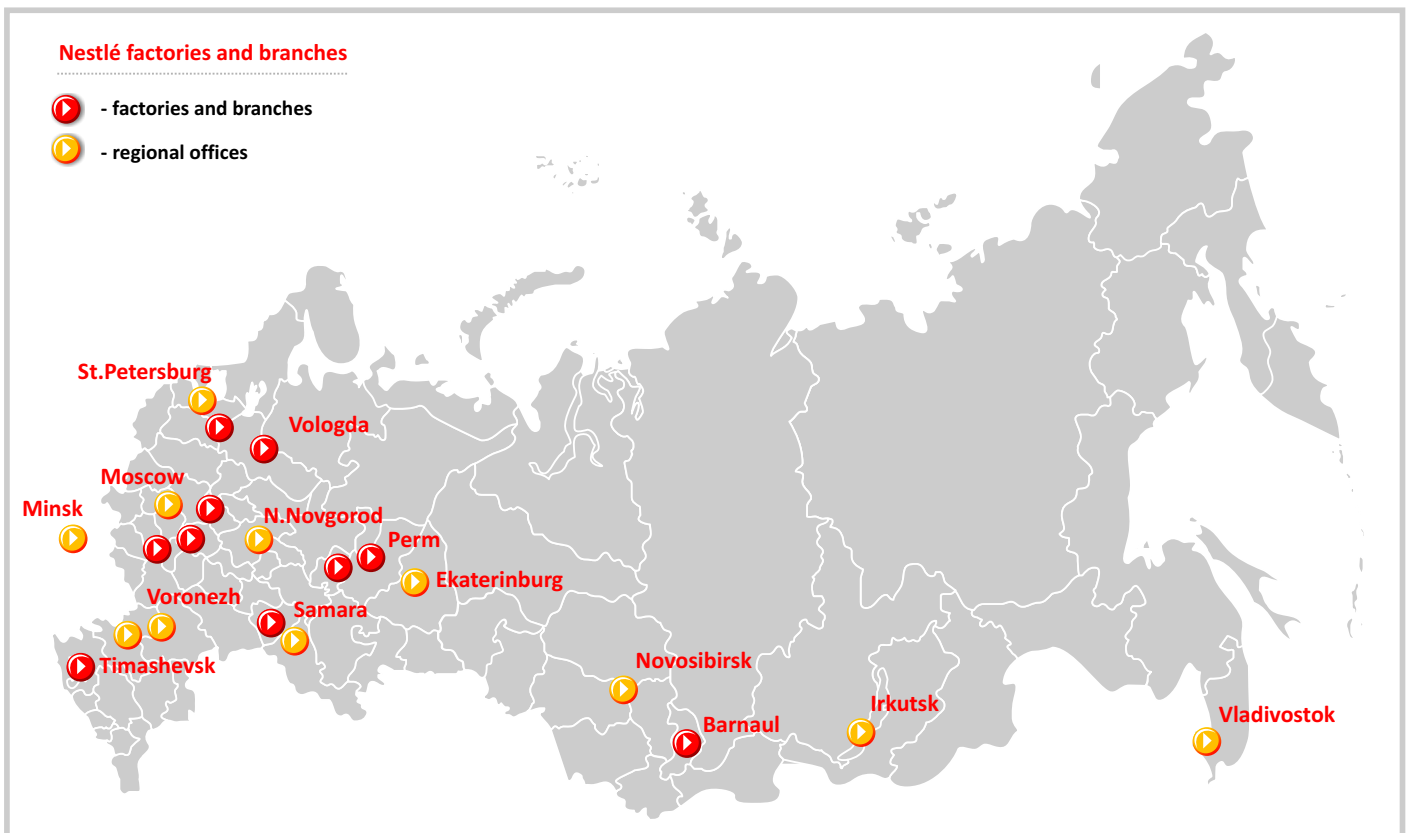 Nestlé factories and branches
- factories and branches
- regional offices
St.Petersburg
Vologda
Moscow
Minsk
N.Novgorod
Perm
Ekaterinburg
Voronezh
Samara
Timashevsk
Novosibirsk
Irkutsk
Barnaul
Vladivostok